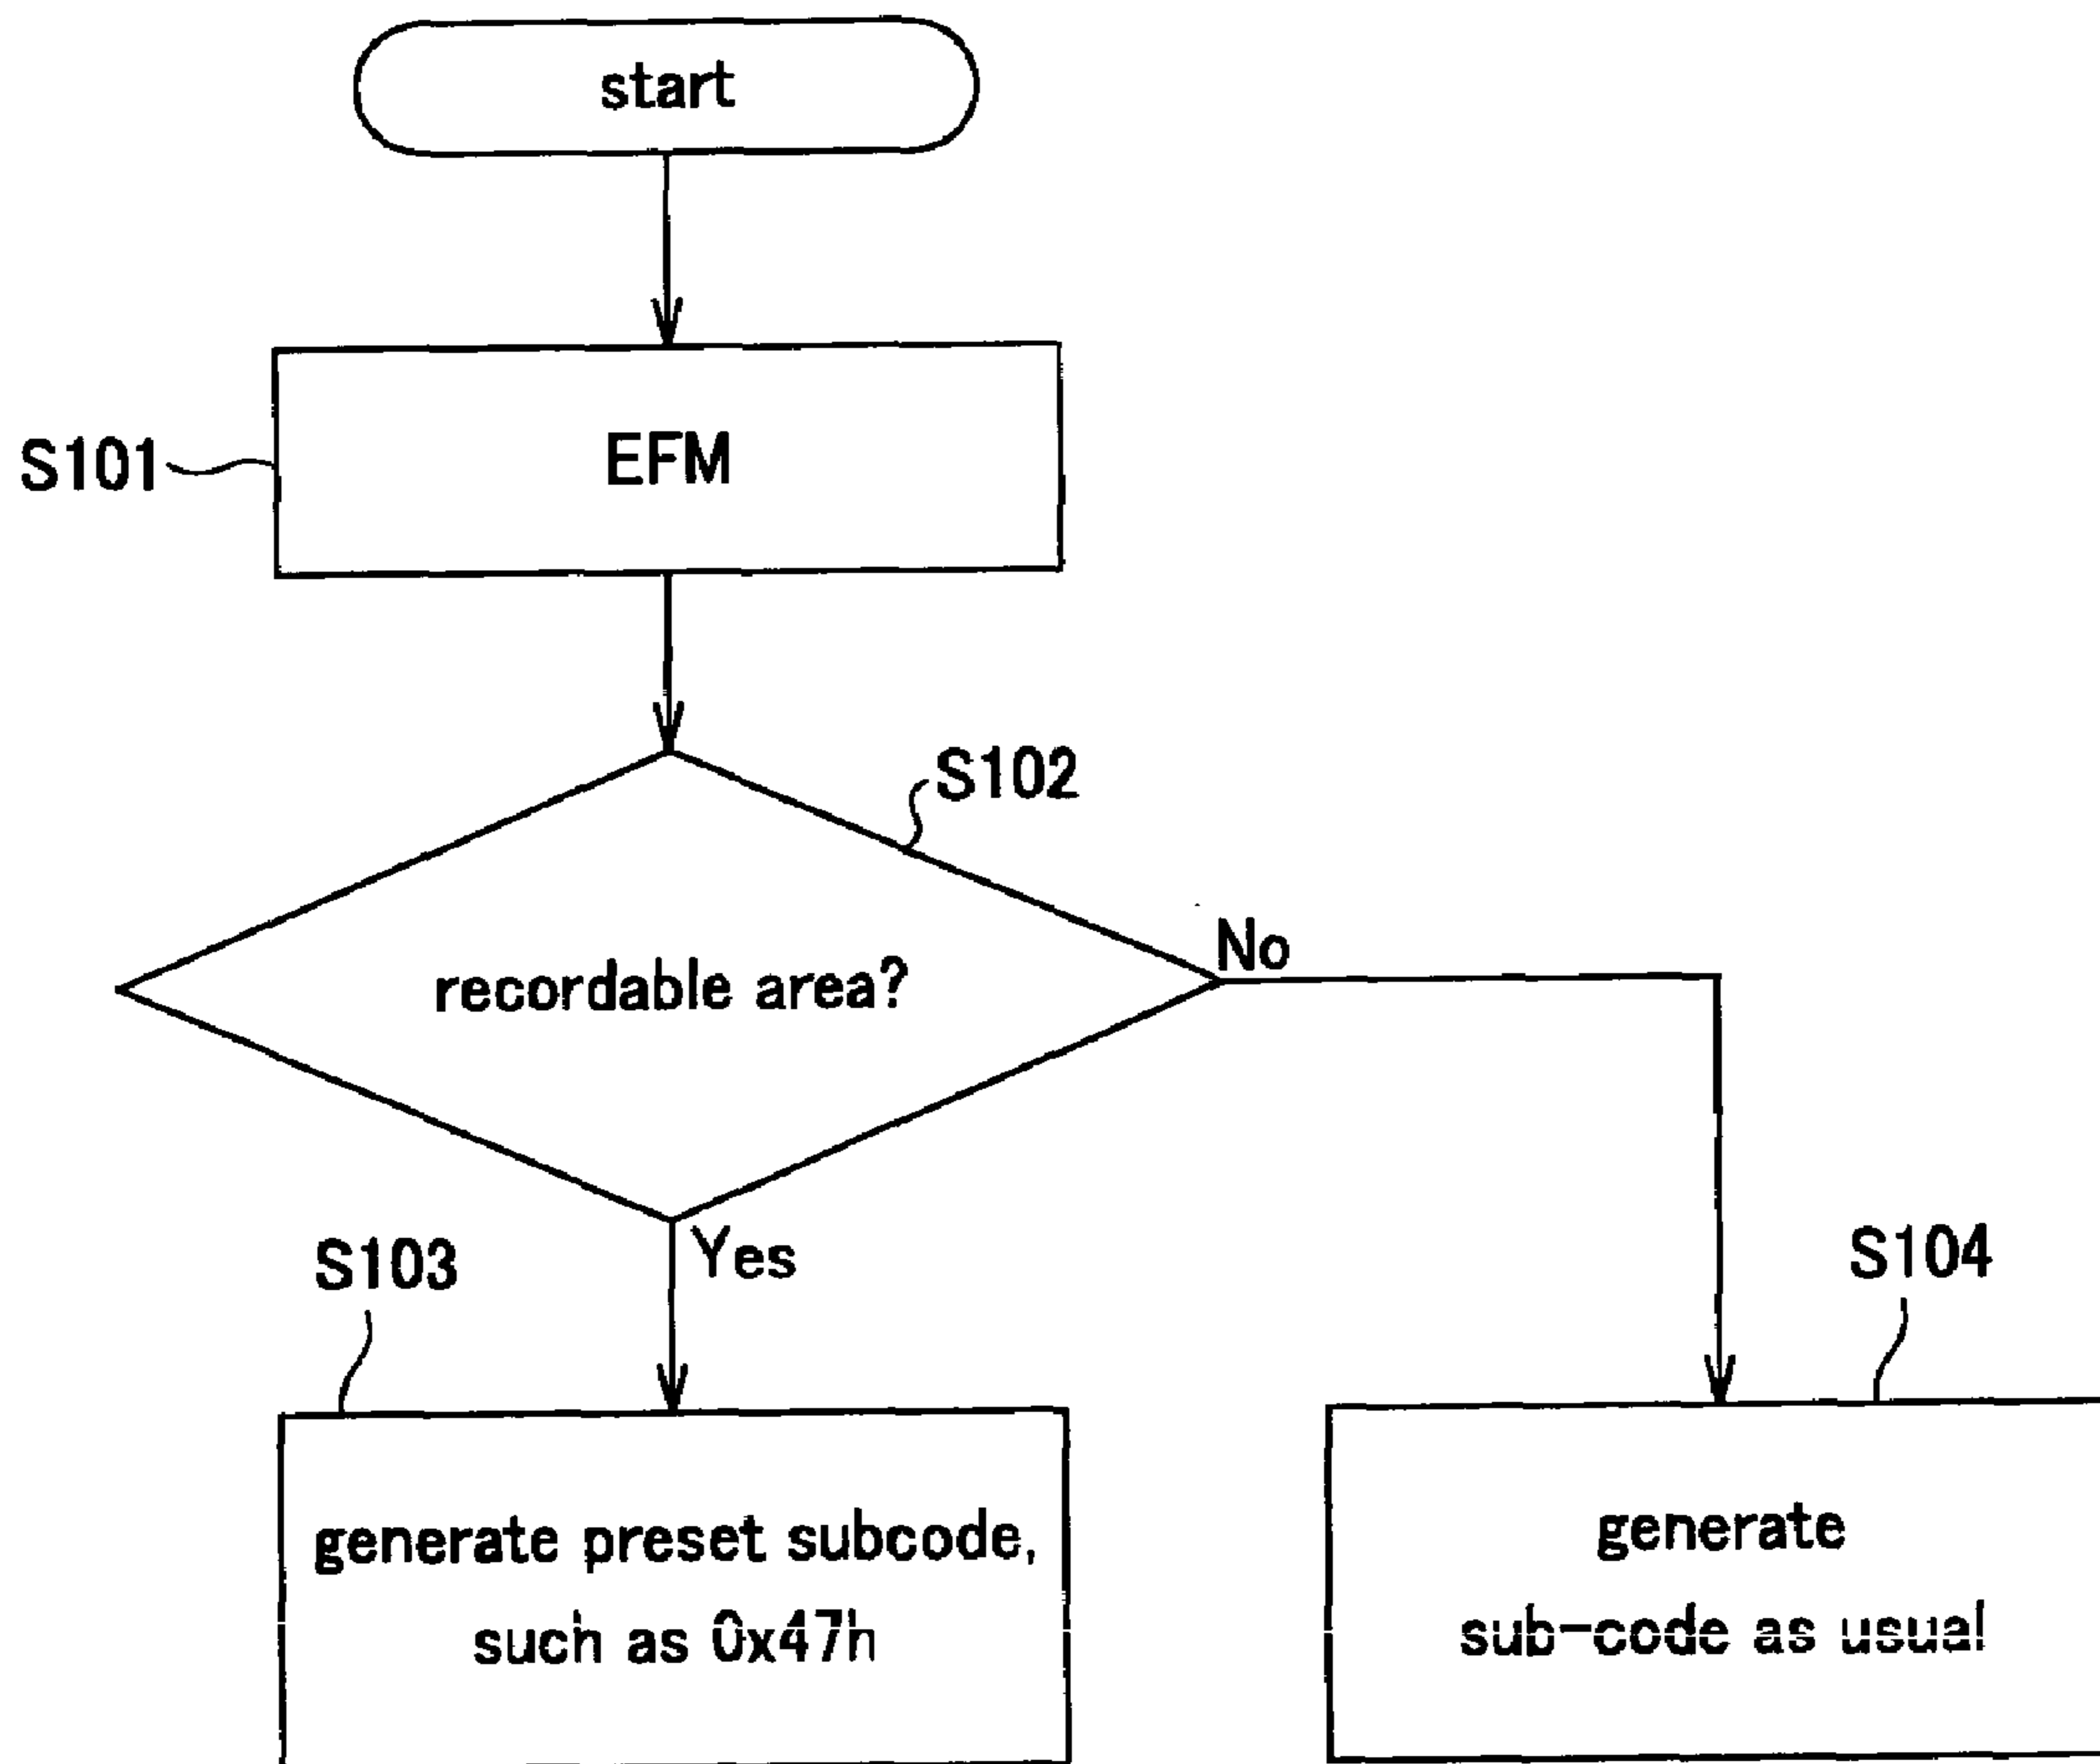 start
S101
EFM
S102
recordable area?
No
Yes
S103
S104
generate preset subcode,
such as 0x47h
generate
sub-code as usual